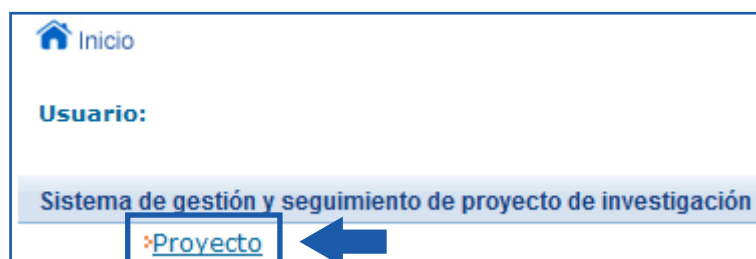 Inicio
Usuario:
Sistema de gestión y seguimiento de proyecto de investigación
Proyecto